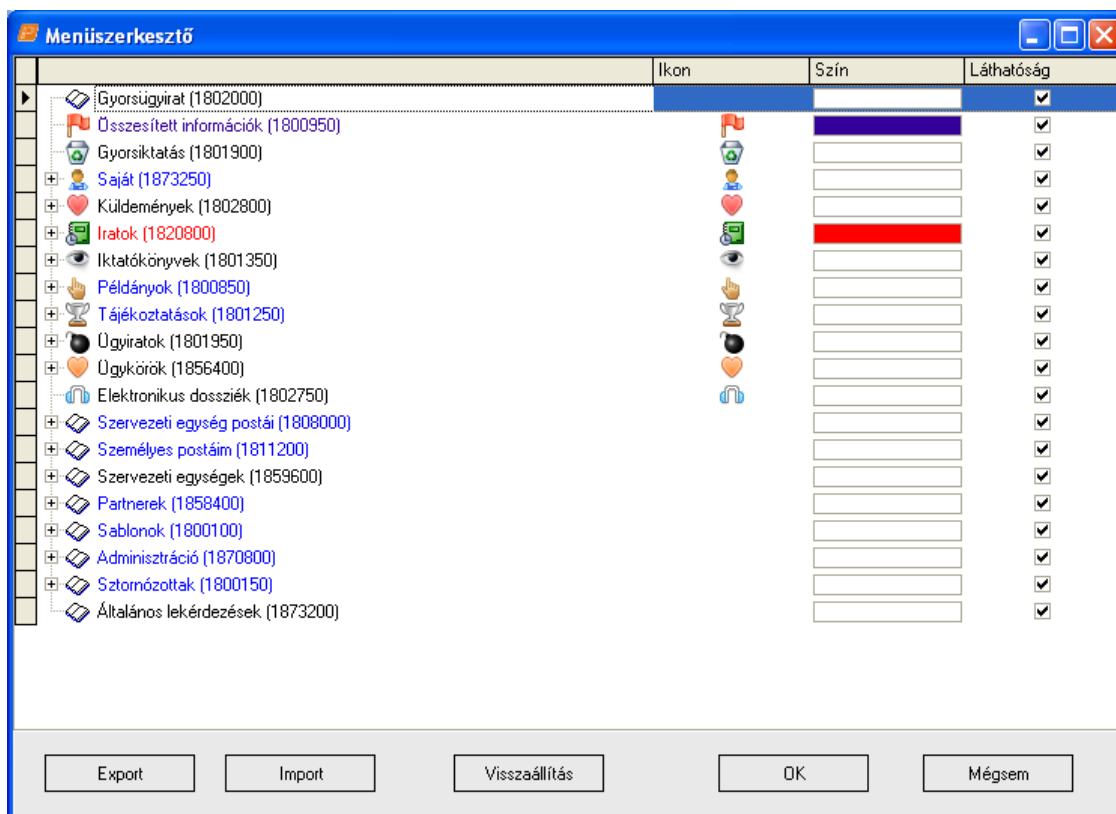 Menüszerkesztő
Ikon Szín Láthatóság
Gyorsügyirat (1802000)
Összesített információk (1800950)
Gyorsiktatás (1801900)
Saját (1873250)
Küldemények (1802800)
Iratok (1820800)
Iktatókönyvek (1801350)
Példányok (1800850)
Tájékoztatások (1801250)
Ügyiratok (1801950)
Ügykörök (1856400)
Elektronikus dossziék (1802750)
Szervezeti egység postái (1808000)
Személyes postáim (1811200)
Szervezeti egységek (1859600)
Partnerek (1858400)
Sablonok (1800100)
Adminisztráció (1870800)
Sztornózottak (1800150)
Általános lekérdezések (1873200)
Export Import Visszaállítás OK Mégsem